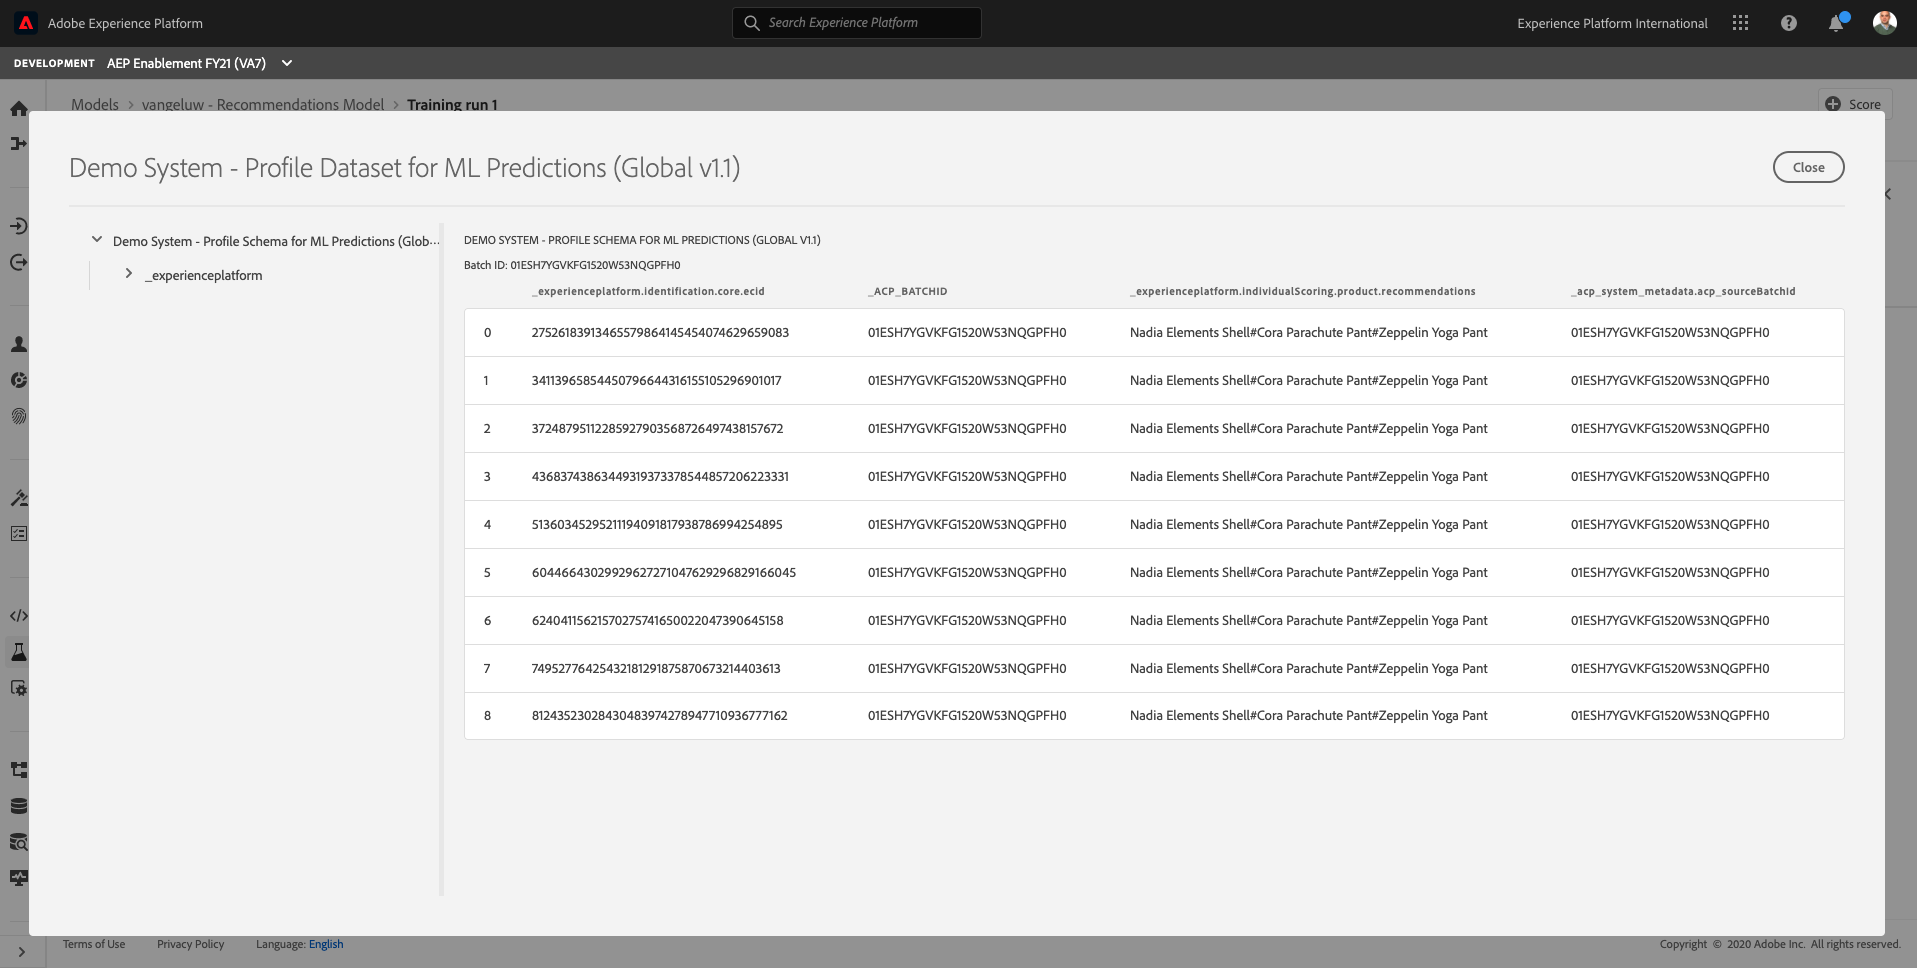 Adobe Experience Platform
Search Experience Platform
Experience Platform International
DEVELOPMENT AEP Enablement FY21 (VA7)
Models > vangeluw - Recommendations Model > Training run 1
Score
Demo System - Profile Dataset for ML Predictions (Global v1.1)
Close
Demo System - Profile Schema for ML Predictions (Glob...
_experienceplatform
DEMO SYSTEM - PROFILE SCHEMA FOR ML PREDICTIONS (GLOBAL V1.1)
Batch ID: 01ESH7YGVKFG1520W53NQGPFH0
_experienceplatform.identification.core.ecid _ACP_BATCHID _experienceplatform.individualScoring.product.recommendations _acp_system_metadata.acp_sourceBatchId
0 27526183913465579864145454074629659083 01ESH7YGVKFG1520W53NQGPFH0 Nadia Elements Shell#Cora Parachute Pant#Zeppelin Yoga Pant 01ESH7YGVKFG1520W53NQGPFH0
1 34113965854450796644316155105296901017 01ESH7YGVKFG1520W53NQGPFH0 Nadia Elements Shell#Cora Parachute Pant#Zeppelin Yoga Pant 01ESH7YGVKFG1520W53NQGPFH0
2 37248795112285927903568726497438157672 01ESH7YGVKFG1520W53NQGPFH0 Nadia Elements Shell#Cora Parachute Pant#Zeppelin Yoga Pant 01ESH7YGVKFG1520W53NQGPFH0
3 43683743863449319373378544857206223331 01ESH7YGVKFG1520W53NQGPFH0 Nadia Elements Shell#Cora Parachute Pant#Zeppelin Yoga Pant 01ESH7YGVKFG1520W53NQGPFH0
4 51360345295211194091817938786994254895 01ESH7YGVKFG1520W53NQGPFH0 Nadia Elements Shell#Cora Parachute Pant#Zeppelin Yoga Pant 01ESH7YGVKFG1520W53NQGPFH0
5 60446643029929627271047629296829166045 01ESH7YGVKFG1520W53NQGPFH0 Nadia Elements Shell#Cora Parachute Pant#Zeppelin Yoga Pant 01ESH7YGVKFG1520W53NQGPFH0
6 62404115621570275741650022047390645158 01ESH7YGVKFG1520W53NQGPFH0 Nadia Elements Shell#Cora Parachute Pant#Zeppelin Yoga Pant 01ESH7YGVKFG1520W53NQGPFH0
7 74952776425432181291875870673214403613 01ESH7YGVKFG1520W53NQGPFH0 Nadia Elements Shell#Cora Parachute Pant#Zeppelin Yoga Pant 01ESH7YGVKFG1520W53NQGPFH0
8 81243523028430483974278947710936777162 01ESH7YGVKFG1520W53NQGPFH0 Nadia Elements Shell#Cora Parachute Pant#Zeppelin Yoga Pant 01ESH7YGVKFG1520W53NQGPFH0
Terms of Use Privacy Policy Language: English Copyright © 2020 Adobe Inc. All rights reserved.